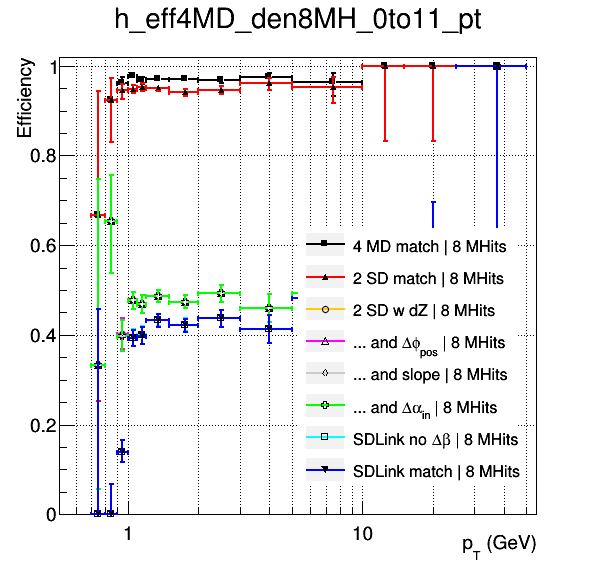 h_eff4MD_den8MH_0to11_pt
Efficiency
1
0.8
0.6
0.4
0.2
0
4 MD match | 8 MHits
2 SD match | 8 MHits
2 SD w dZ | 8 MHits
... and Δϕpos | 8 MHits
... and slope | 8 MHits
... and Δαin | 8 MHits
SDLink no Δβ | 8 MHits
SDLink match | 8 MHits
1 10
pT (GeV)